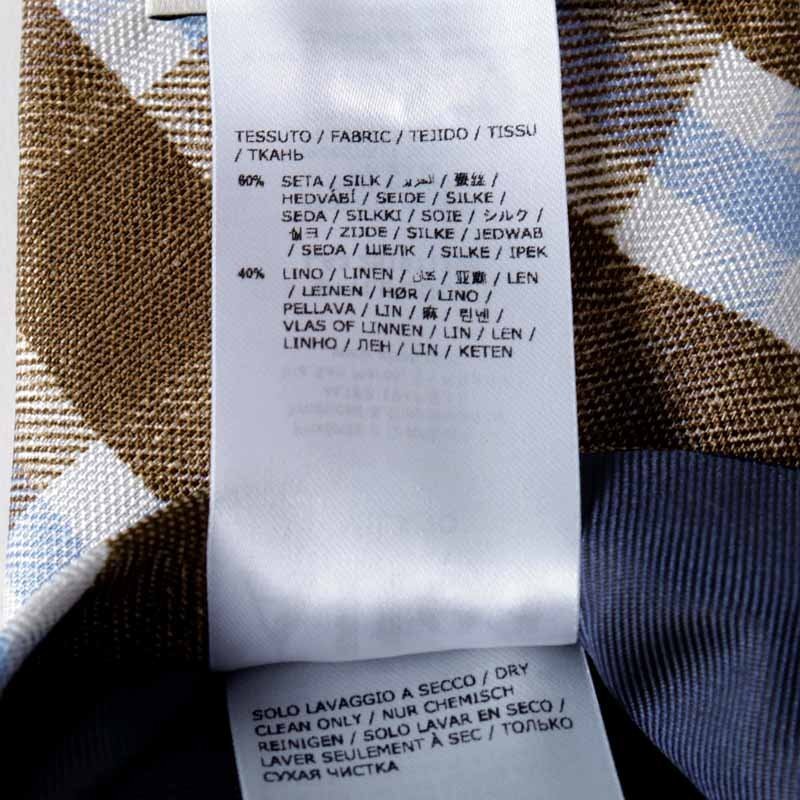 TESSUTO / FABRIC / TEJIDO / TISSU
/ ТКАНЬ
60% SETA / SILK / الحرير / 蚕丝 /
HEDVÁBÍ / SEIDE / SILKE /
SEDA / SILKKI / SOIE / シルク /
실크 / ZIJDE / SILKE / JEDWAB
/ SEDA / ШЕЛК / SILKE / IPEK
40% LINO / LINEN / كتان / 亚麻 / LEN
/ LEINEN / HØR / LINO /
PELLAVA / LIN / 麻 / 린넨 /
VLAS OF LINNEN / LIN / LEN /
LINHO / ЛЕН / LIN / KETEN
SOLO LAVAGGIO A SECCO / DRY
CLEAN ONLY / NUR CHEMISCH
REINIGEN / SOLO LAVAR EN SECO /
LAVER SEULEMENT À SEC / ТОЛЬКО
СУХАЯ ЧИСТКА